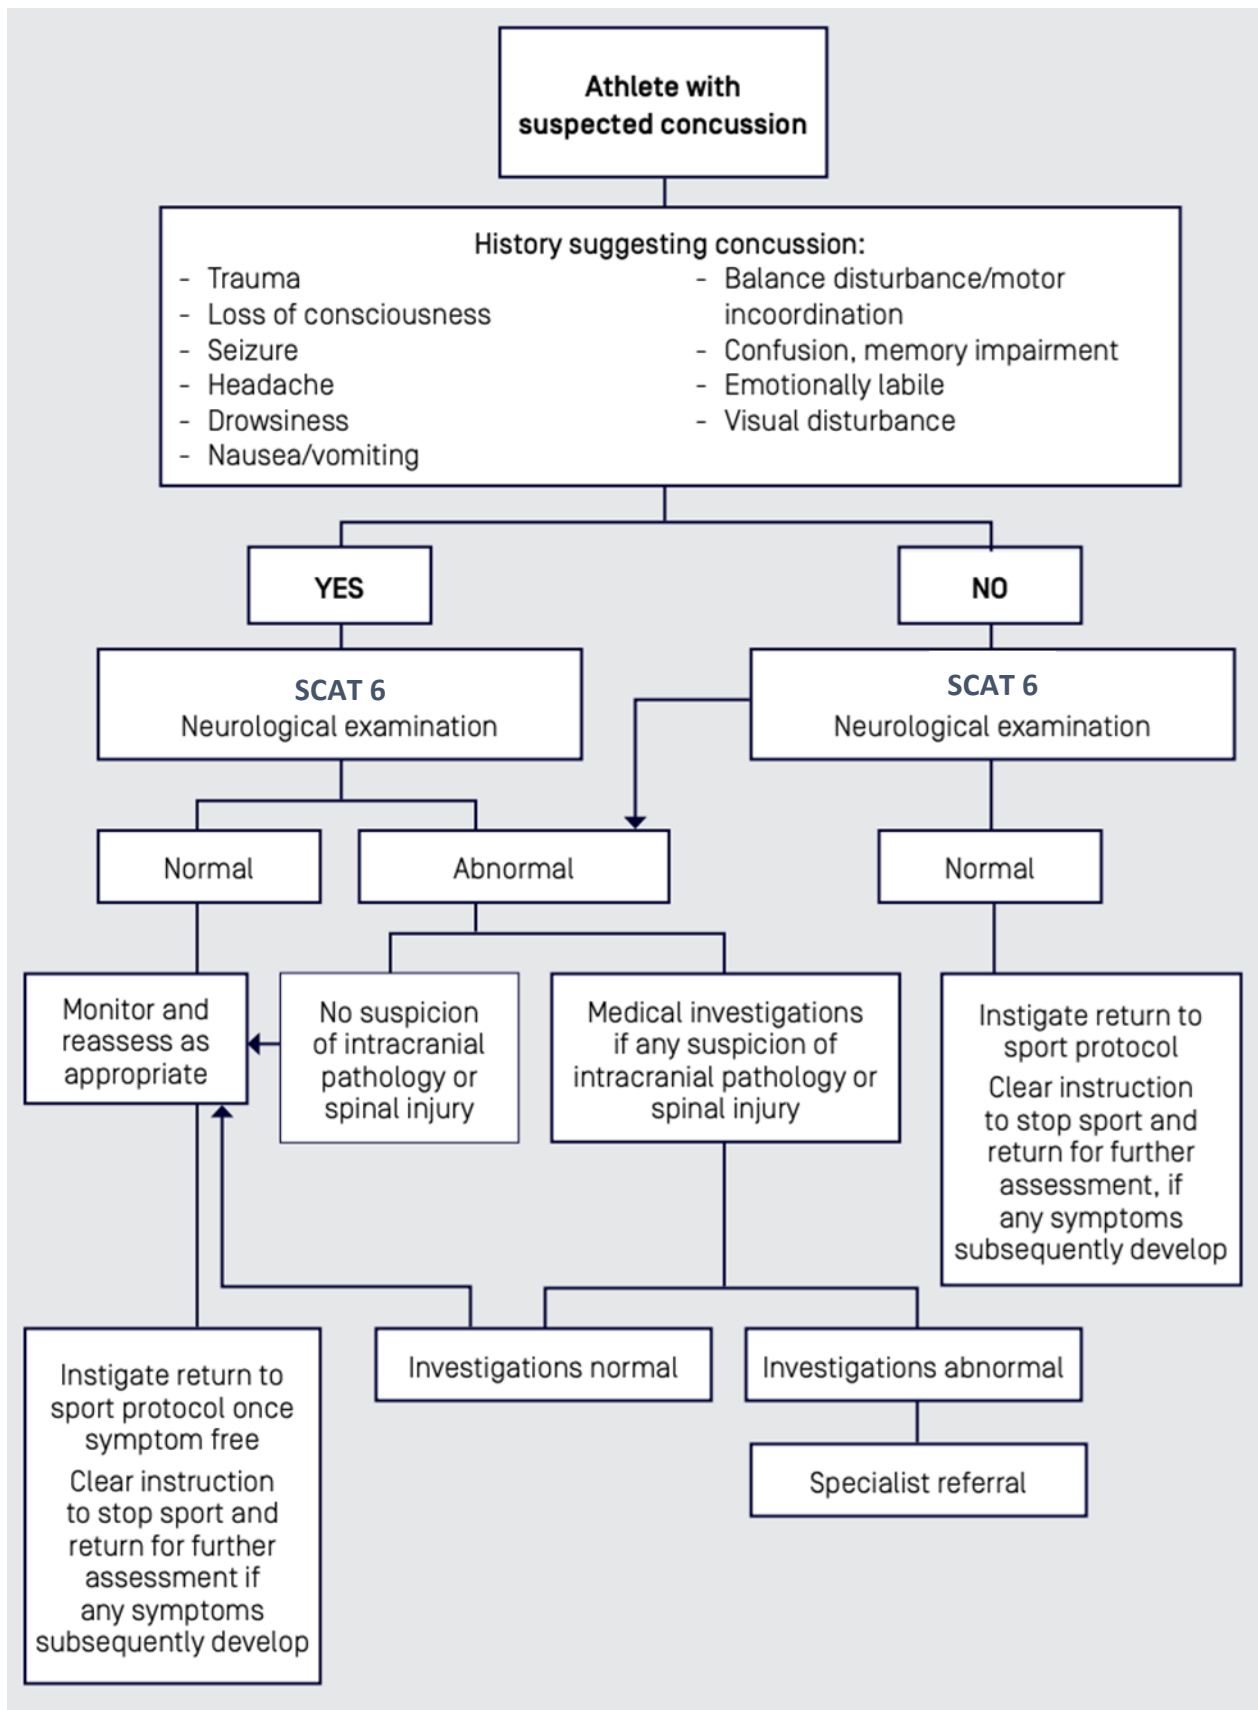 Athlete with
suspected concussion
History suggesting concussion:
- Trauma
- Loss of consciousness
- Seizure
- Headache
- Drowsiness
- Nausea/vomiting
- Balance disturbance/motor
incoordination
- Confusion, memory impairment
- Emotionally labile
- Visual disturbance
YES
NO
SCAT 6
Neurological examination
SCAT 6
Neurological examination
Normal
Abnormal
Normal
Monitor and
reassess as
appropriate
No suspicion
of intracranial
pathology or
spinal injury
Medical investigations
if any suspicion of
intracranial pathology or
spinal injury
Instigate return to
sport protocol
Clear instruction
to stop sport and
return for further
assessment, if
any symptoms
subsequently develop
Instigate return to
sport protocol once
symptom free
Clear instruction
to stop sport and
return for further
assessment if
any symptoms
subsequently develop
Investigations normal
Investigations abnormal
Specialist referral